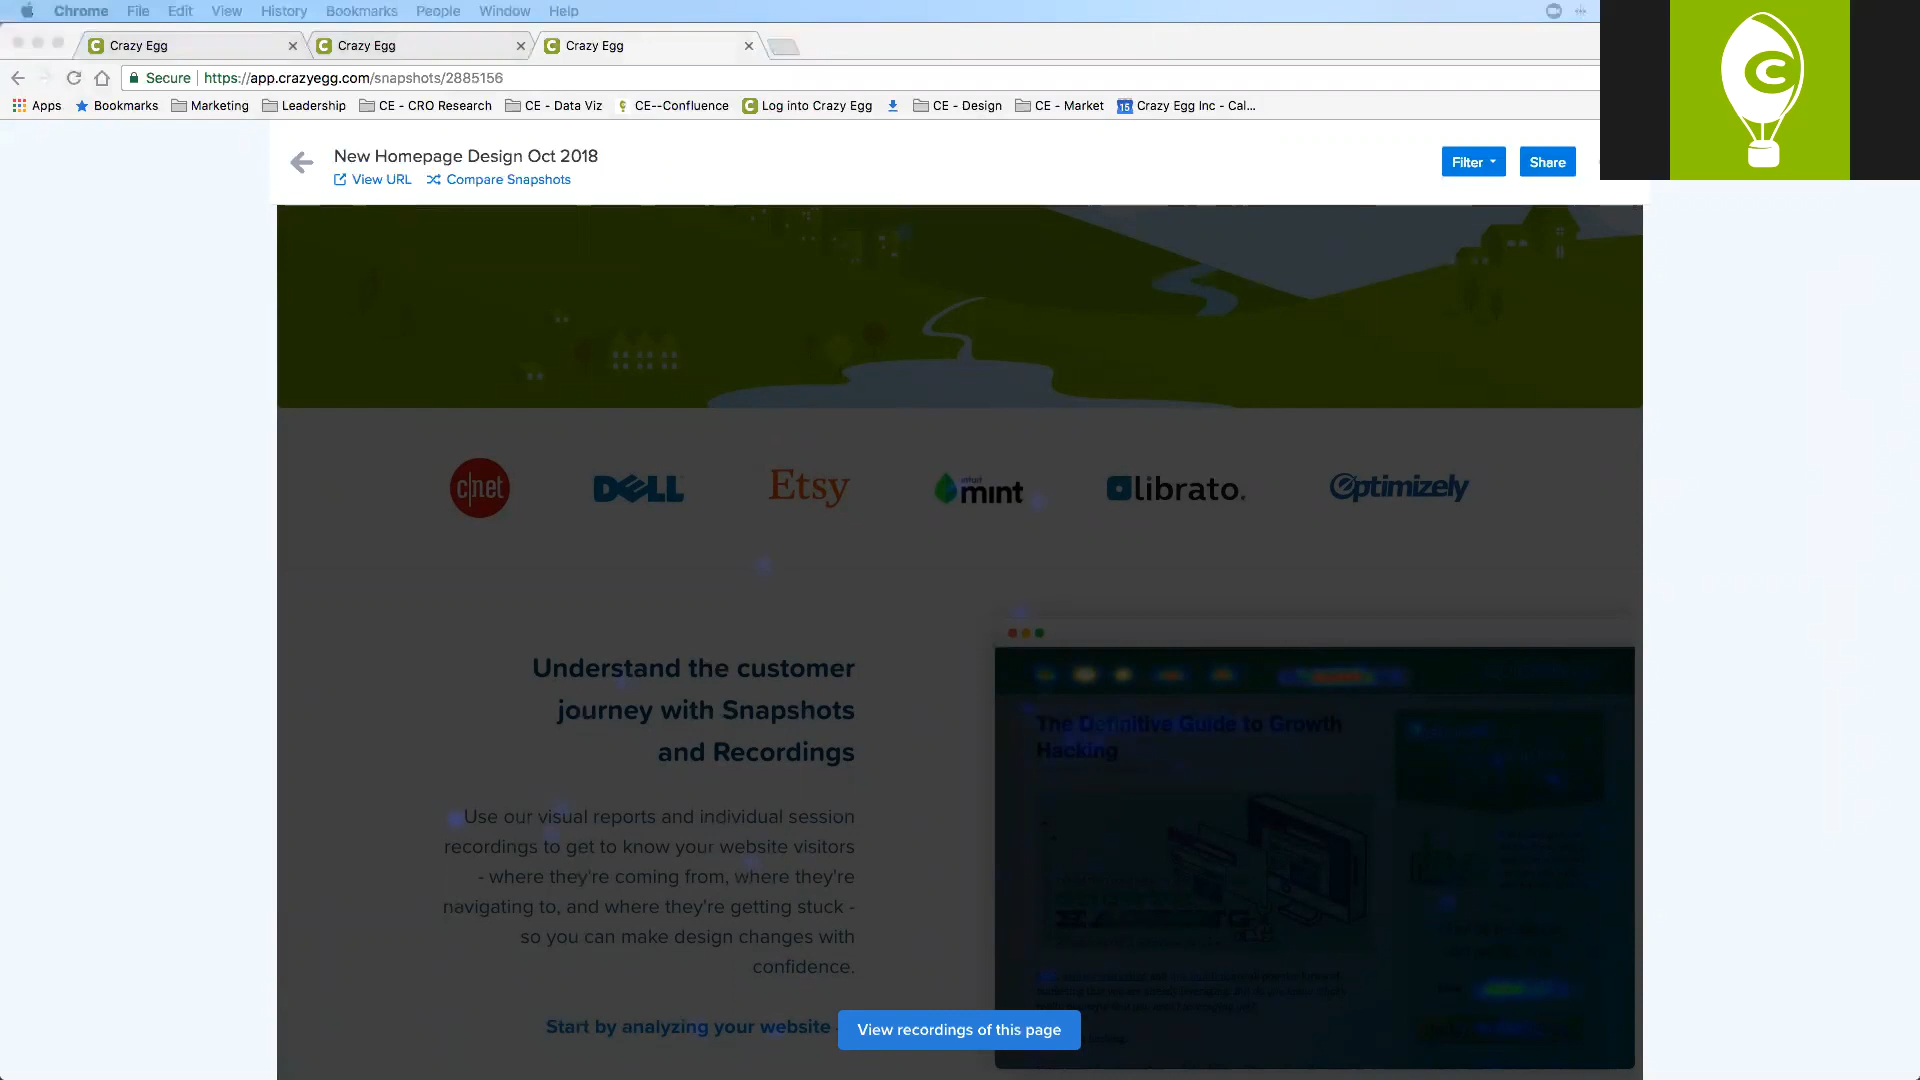 Chrome File Edit View History Bookmarks People Window Help
Crazy Egg
Crazy Egg
Crazy Egg
Secure https://app.crazyegg.com/snapshots/2885156
Apps Bookmarks Marketing Leadership CE - CRO Research CE - Data Viz CE--Confluence Log into Crazy Egg CE - Design CE - Market 15 Crazy Egg Inc - Cal...
New Homepage Design Oct 2018
View URL Compare Snapshots
Filter
Share
c|net
DELL
Etsy
intuit
mint
librato.
Optimizely
Understand the customer
journey with Snapshots
and Recordings
Use our visual reports and individual session
recordings to get to know your website visitors
- where they're coming from, where they're
navigating to, and where they're getting stuck -
so you can make design changes with
confidence.
Start by analyzing your website
The Definitive Guide to Growth
Hacking
View recordings of this page